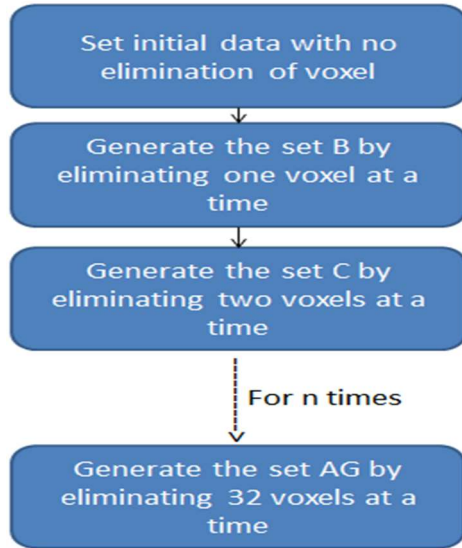 Set initial data with no
elimination of voxel
Generate the set B by
eliminating one voxel at a
time
Generate the set C by
eliminating two voxels at a
time
For n times
Generate the set AG by
eliminating 32 voxels at a
time